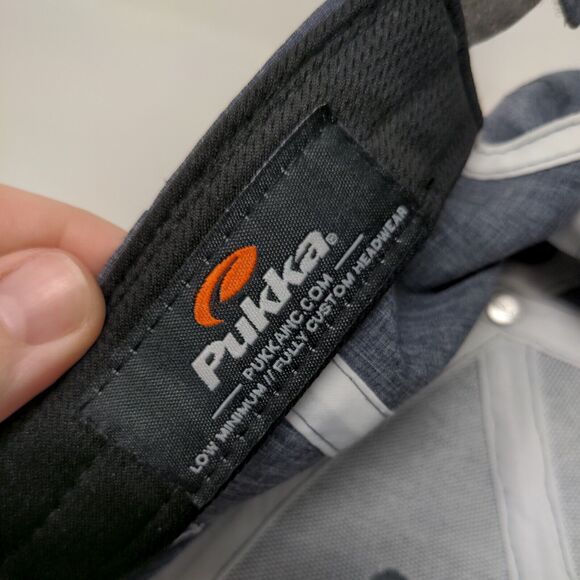 Pukka®
PUKKAINC.COM
LOW MINIMUM // FULLY CUSTOM HEADWEAR